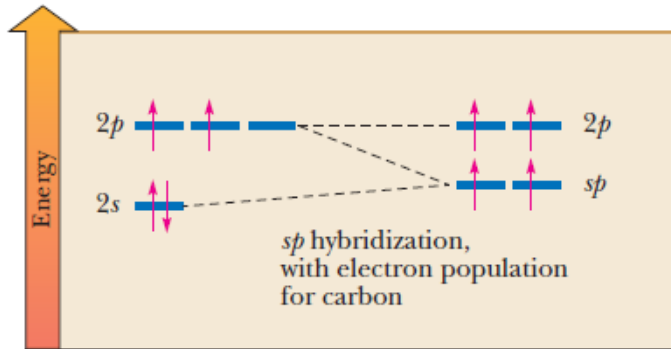 Energy
2p
2p
2s
sp
sp hybridization,
with electron population
for carbon